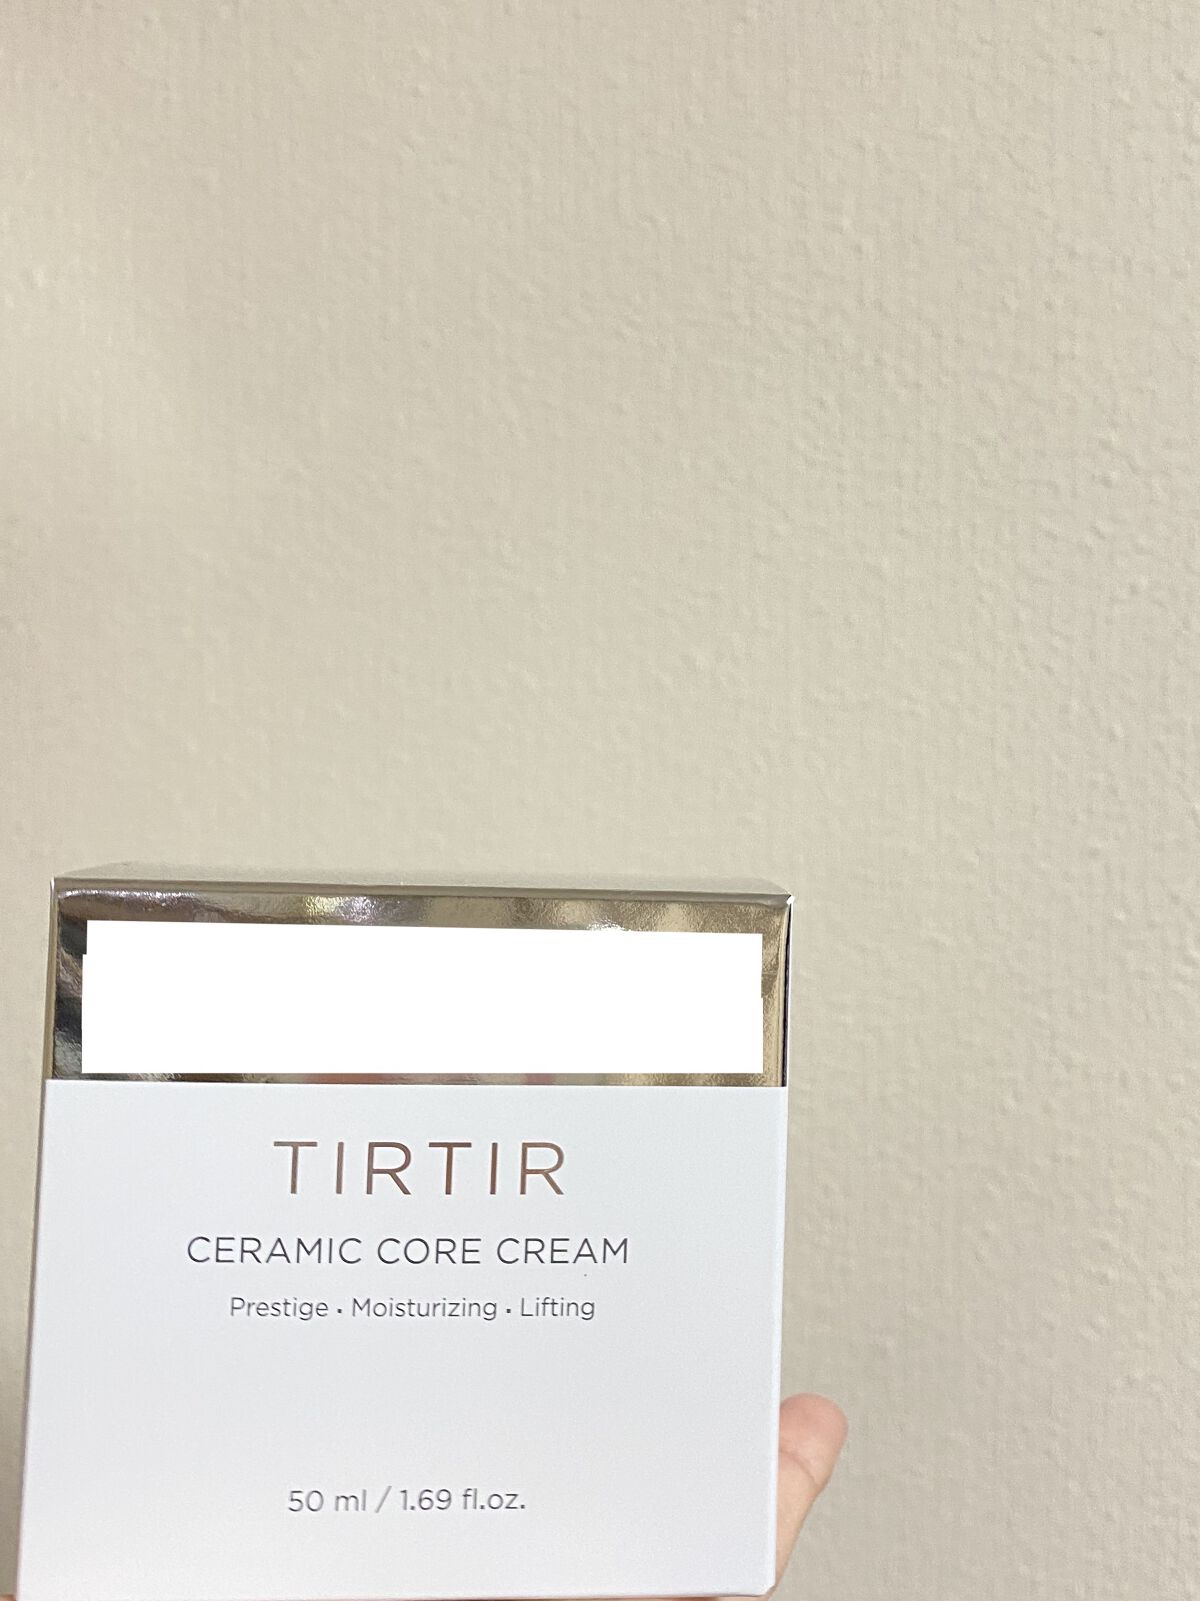 TIRTIR
CERAMIC CORE CREAM
Prestige · Moisturizing · Lifting
50 ml / 1.69 fl.oz.